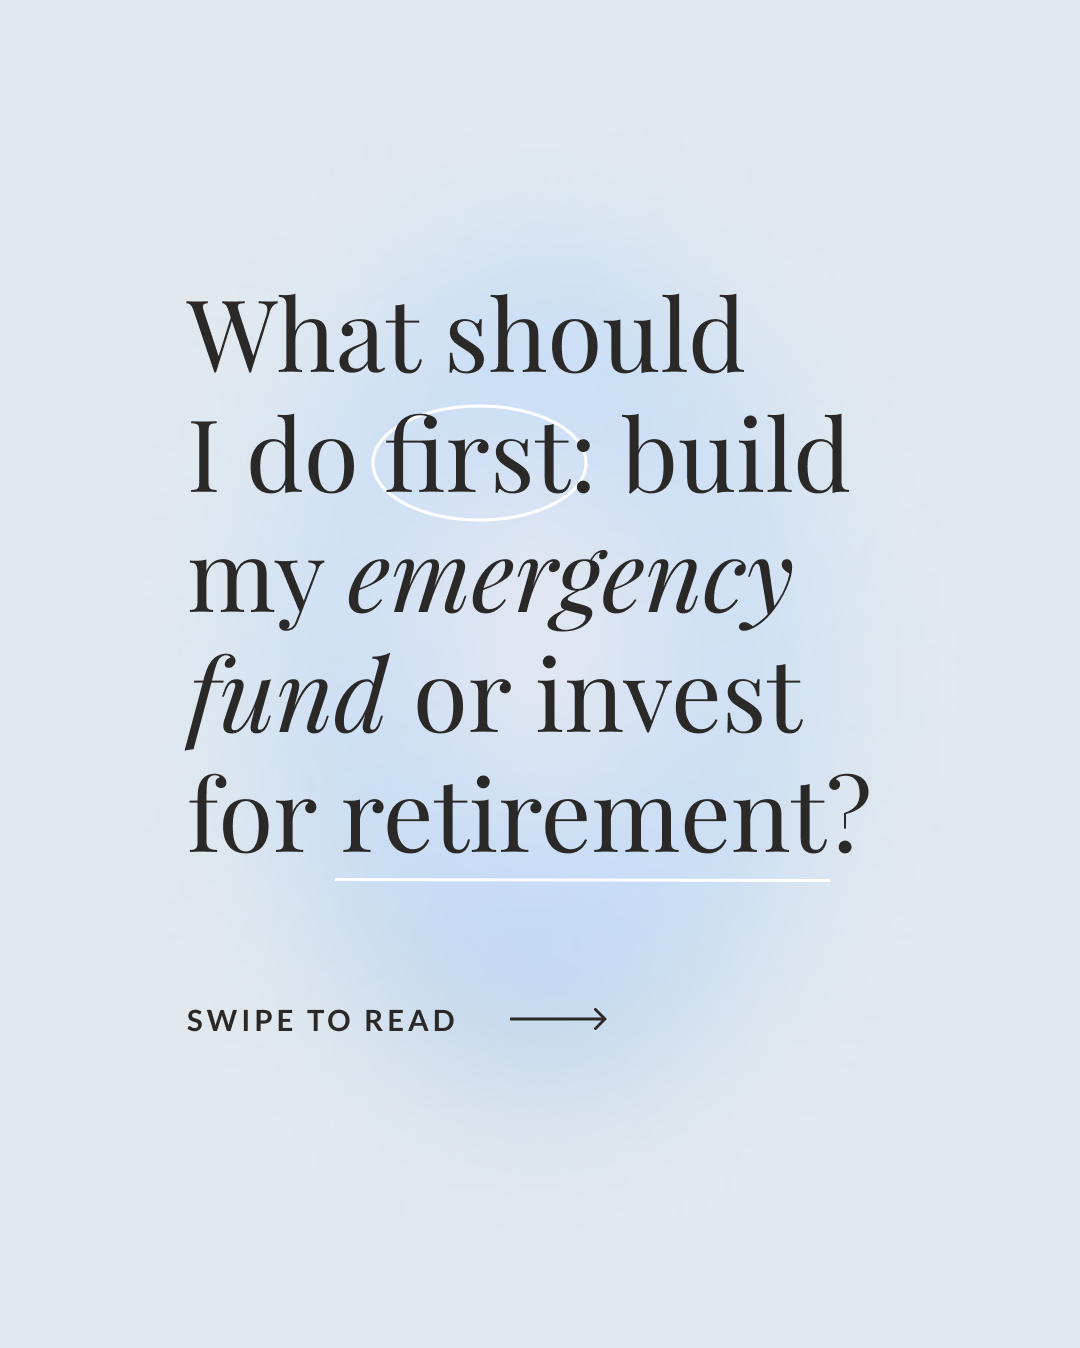 What should
I do first: build
my emergency
fund or invest
for retirement?
SWIPE TO READ